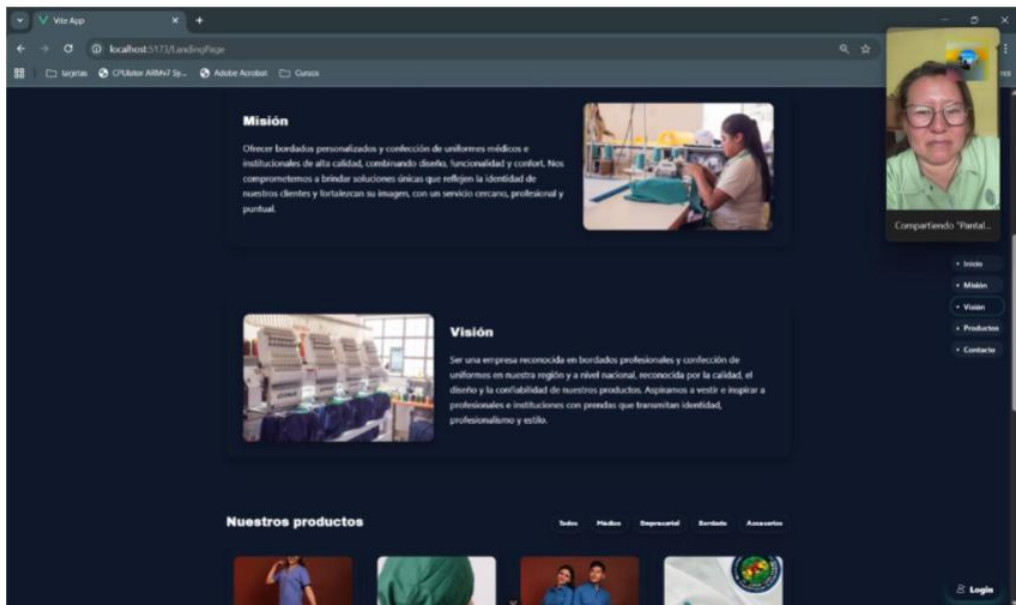 Vite App
localhost:5173/LandingPage
tarjetas
CPUlator ARMv7 Sy...
Adobe Acrobat
Cursos
Misión
Ofrecer bordados personalizados y confección de uniformes médicos e
institucionales de alta calidad, combinando diseño, funcionalidad y confort. Nos
comprometemos a brindar soluciones únicas que reflejen la identidad de
nuestros clientes y fortalezcan su imagen, con un servicio cercano, profesional y
puntual.
Compartiendo "Pantal...
• Inicio
• Misión
• Visión
• Productos
• Contacto
Visión
Ser una empresa reconocida en bordados profesionales y confección de
uniformes en nuestra región y a nivel nacional, reconocida por la calidad, el
diseño y la confiabilidad de nuestros productos. Aspiramos a vestir e inspirar a
profesionales e instituciones con prendas que transmitan identidad,
profesionalismo y estilo.
Nuestros productos
Todos
Médico
Empresarial
Bordado
Accesorios
Login